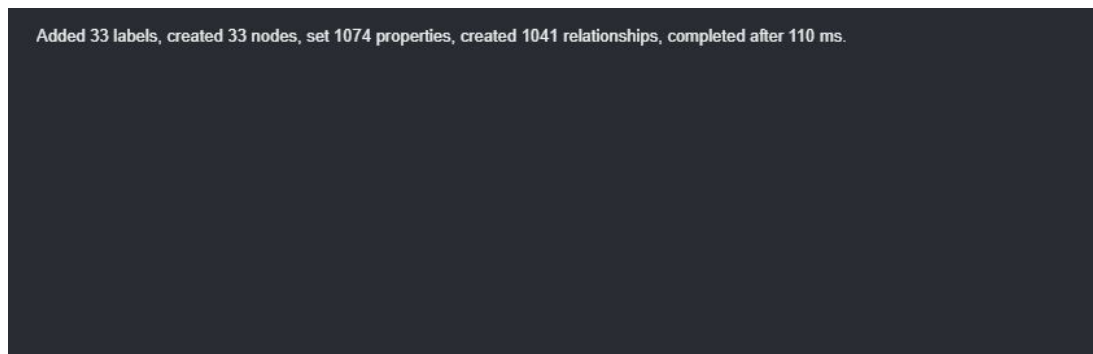 Added 33 labels, created 33 nodes, set 1074 properties, created 1041 relationships, completed after 110 ms.